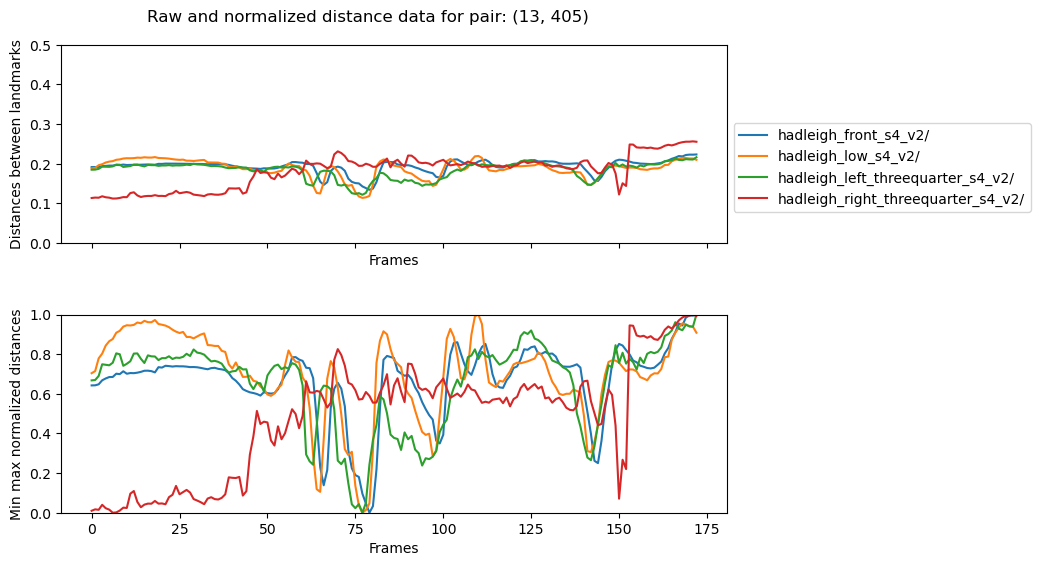 Raw and normalized distance data for pair: (13, 405)
Distances between landmarks
0.5
0.4
0.3
0.2
0.1
0.0
Frames
hadleigh_front_s4_v2/
hadleigh_low_s4_v2/
hadleigh_left_threequarter_s4_v2/
hadleigh_right_threequarter_s4_v2/
Min max normalized distances
1.0
0.8
0.6
0.4
0.2
0.0
0 25 50 75 100 125 150 175
Frames